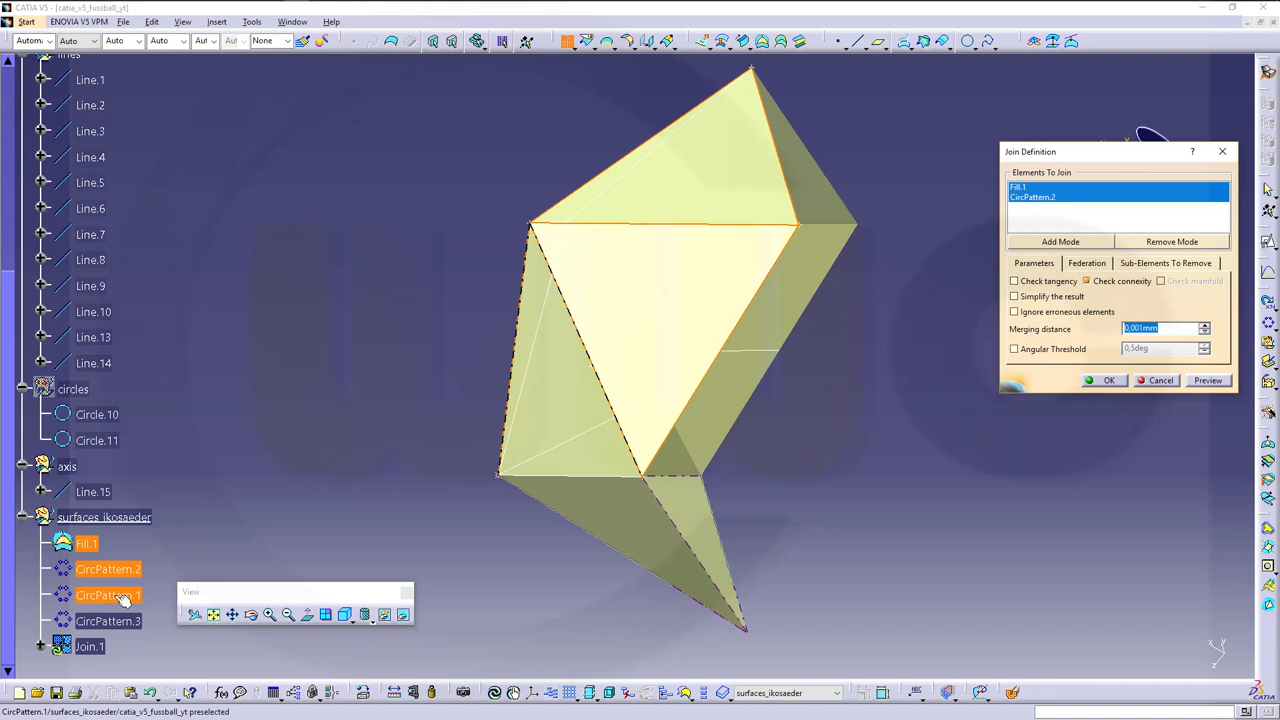 CATIA V5 - [catia_v5_fussball_yt]
Start ENOVIA V5 VPM File Edit View Insert Tools Window Help
Automa Auto Auto Auto Aut Aut None
lines
Line.1
Line.2
Line.3
Line.4
Line.5
Line.6
Line.7
Line.8
Line.9
Line.10
Line.13
Line.14
circles
Circle.10
Circle.11
axis
Line.15
surfaces_ikosaeder
Fill.1
CircPattern.2
CircPattern.1
CircPattern.3
Join.1
View
Join Definition ? X
Elements To Join
Fill.1
CircPattern.2
Add Mode Remove Mode
Parameters Federation Sub-Elements To Remove
Check tangency Check connexity Check manifold
Simplify the result
Ignore erroneous elements
Merging distance 0,001mm
Angular Threshold 0,5deg
OK Cancel Preview
x y
z
surfaces_ikosaeder
CircPattern.1/surfaces_ikosaeder/catia_v5_fussball_yt preselected